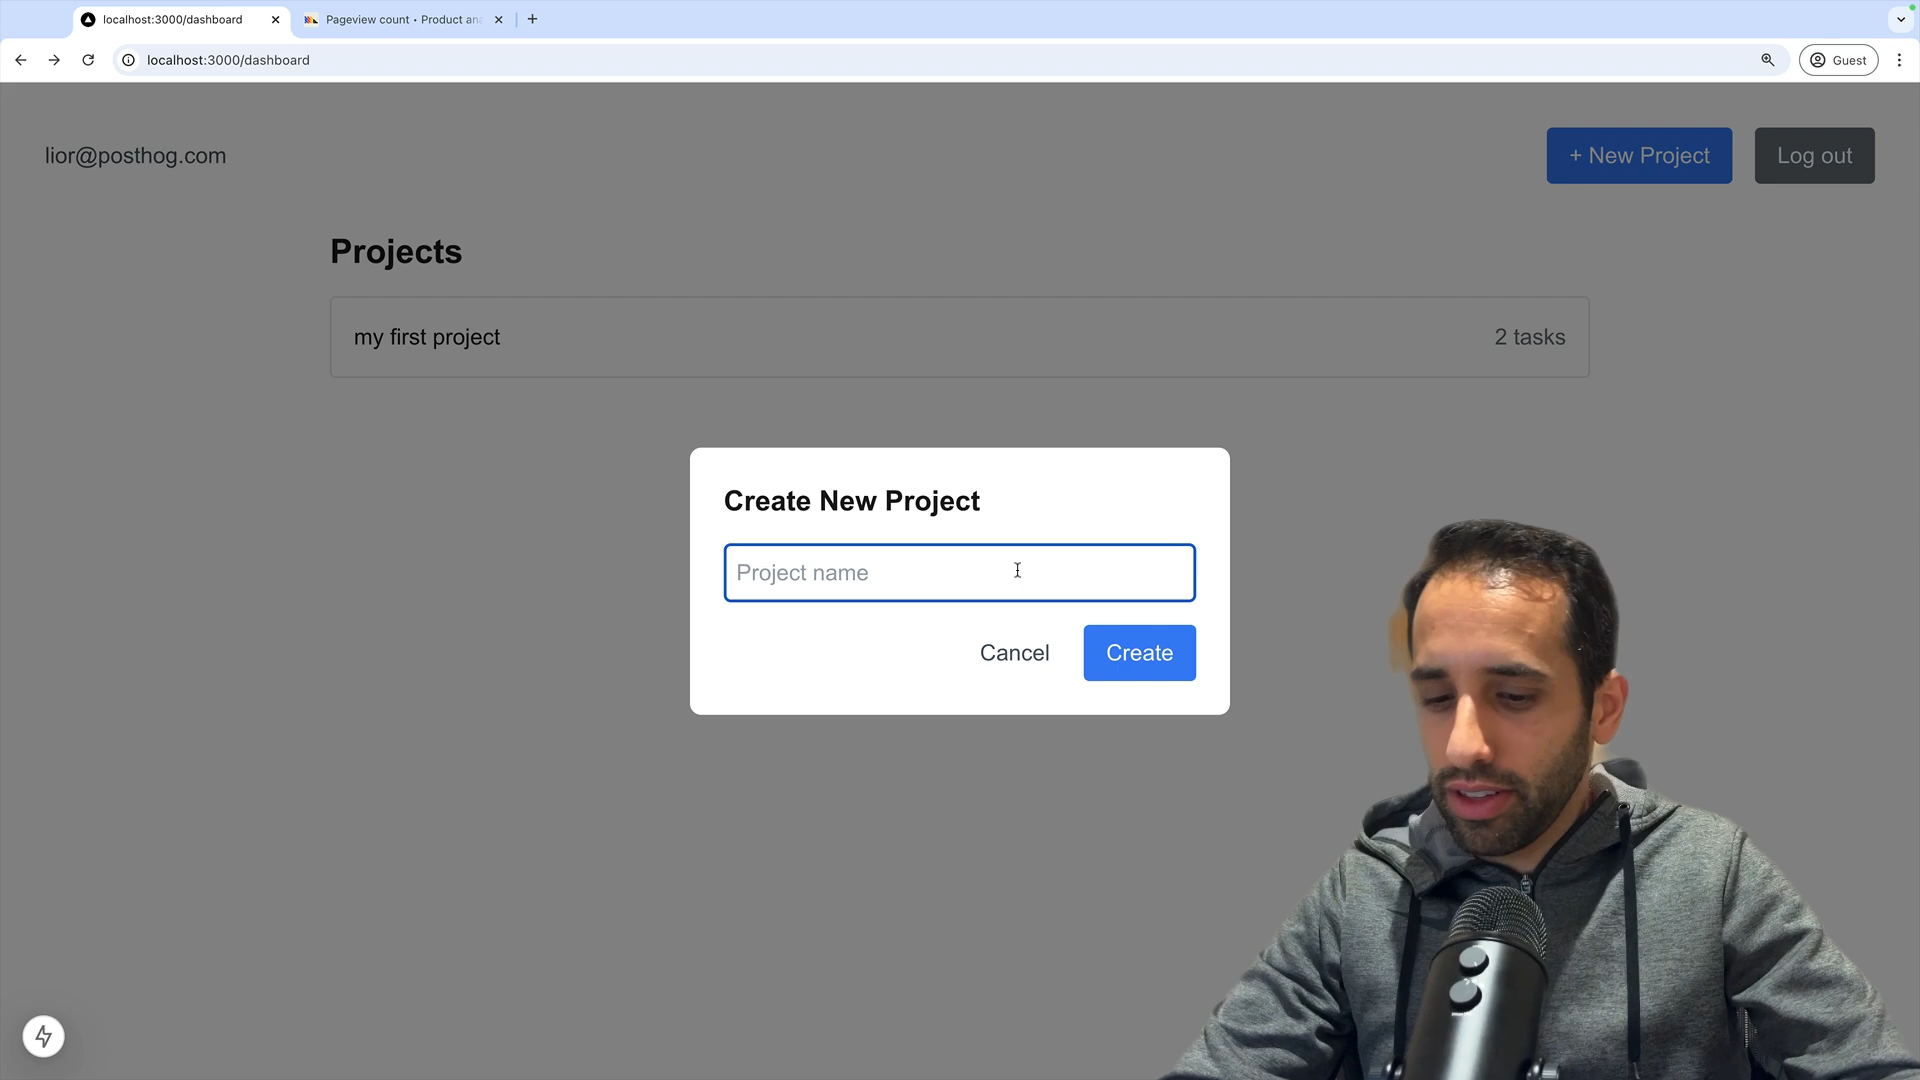 localhost:3000/dashboard
Pageview count • Product an
localhost:3000/dashboard
Guest
lior@posthog.com
+ New Project
Log out
Projects
my first project
2 tasks
Create New Project
Project name
Cancel
Create